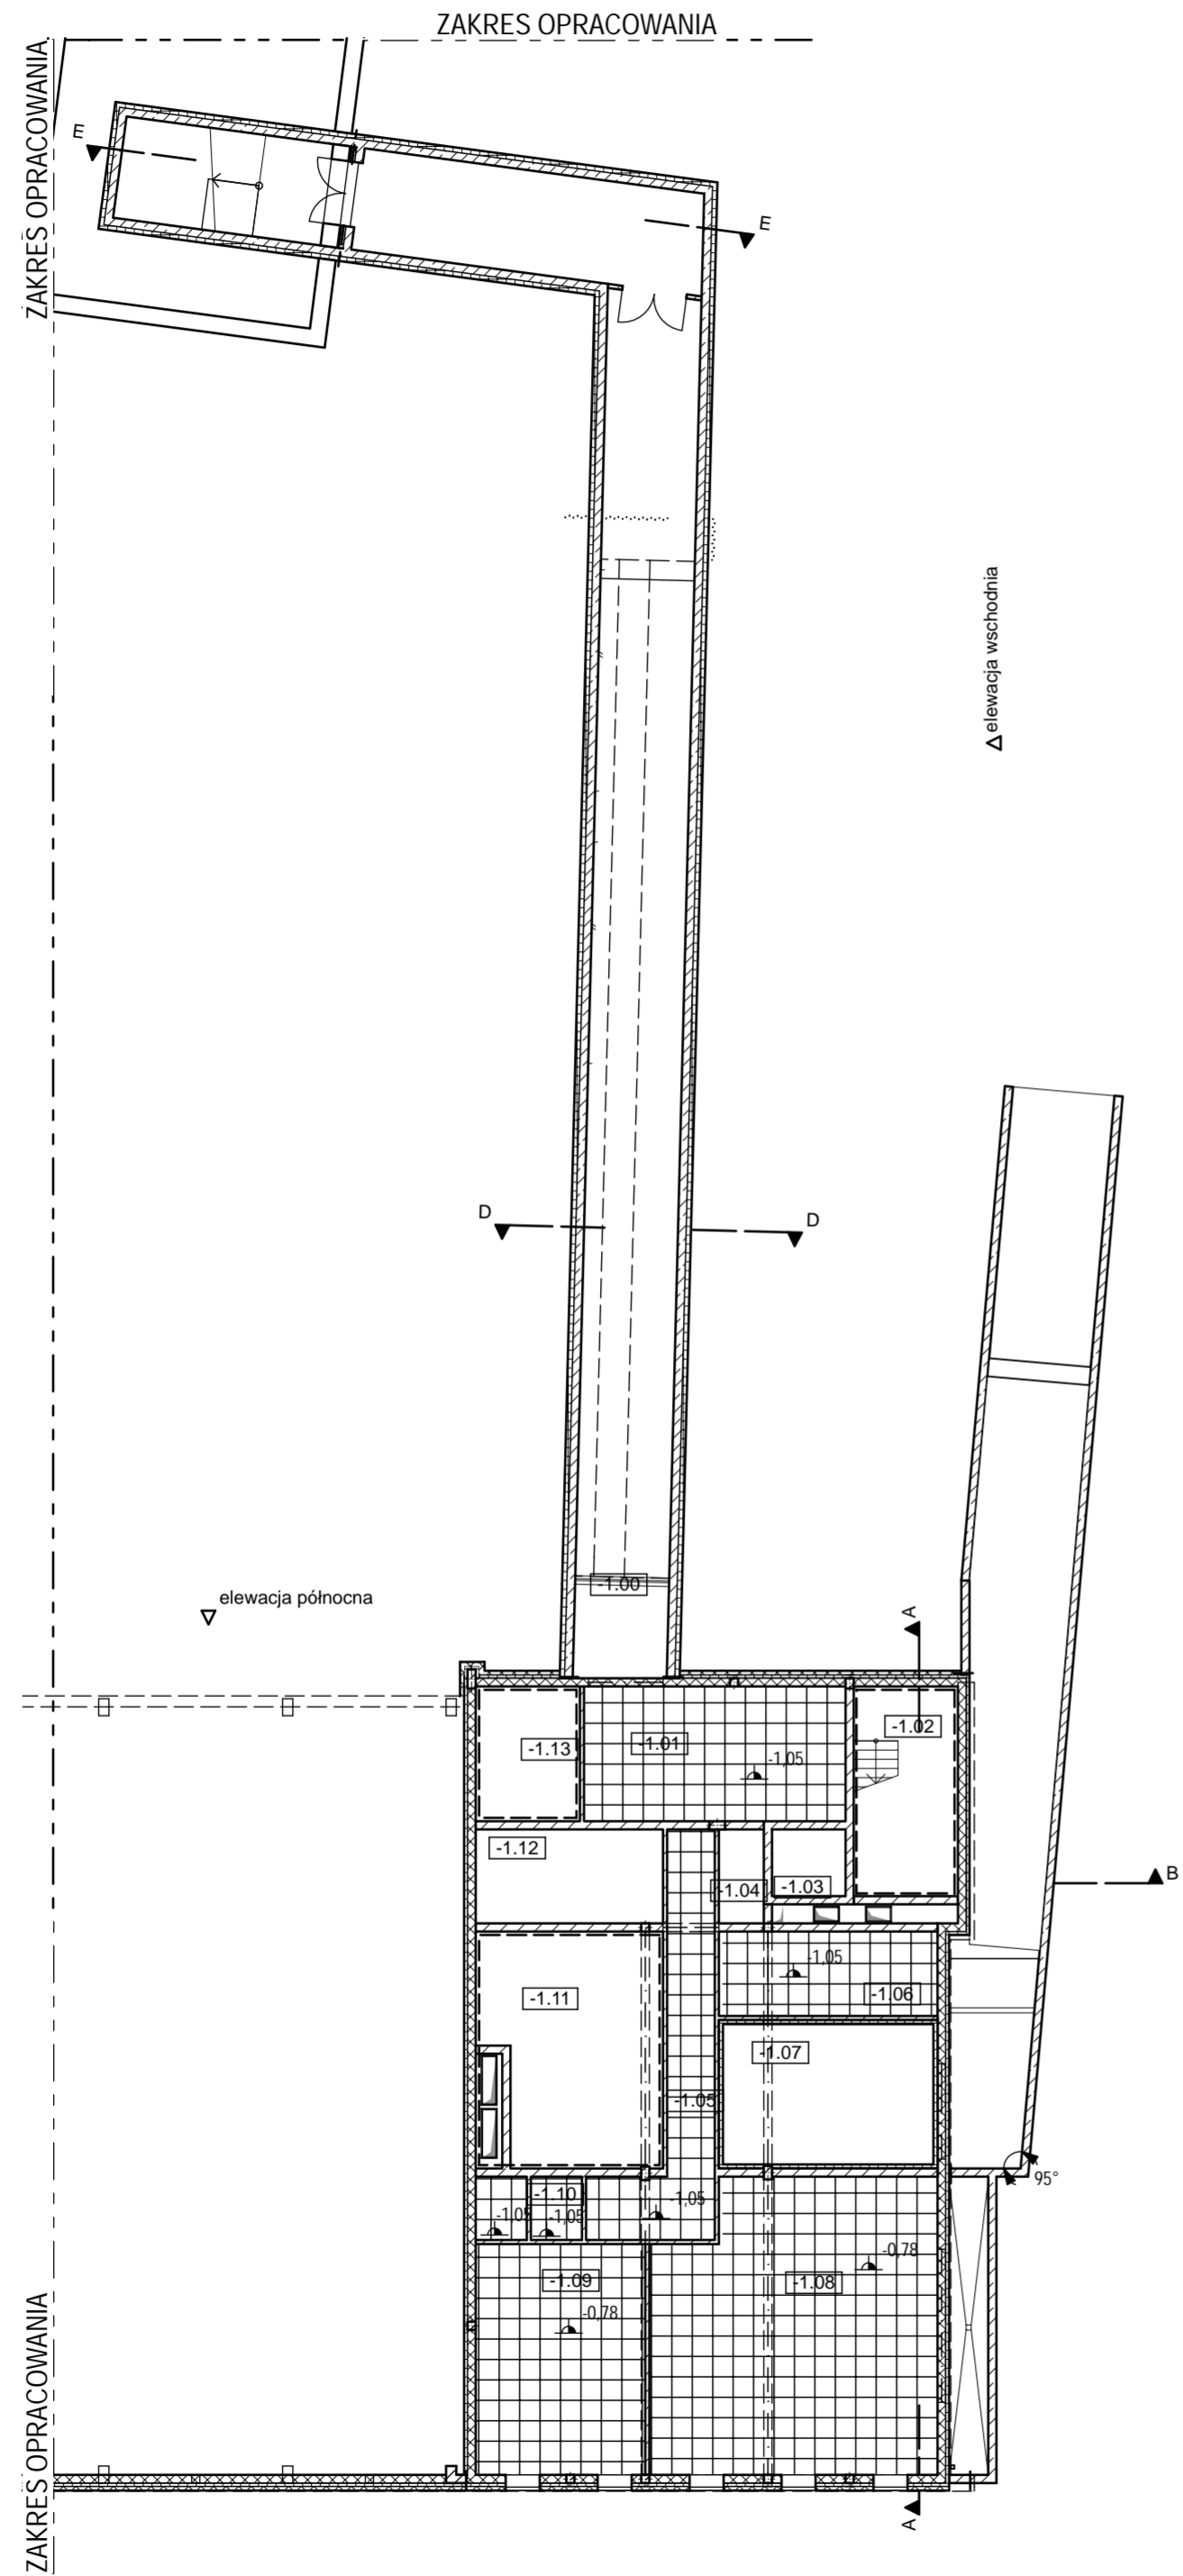 ZAKRES OPRACOWANIA
ZAKRES OPRACOWANIA
E
E
elewacja wschodnia
D
D
-1.00
elewacja północna
A
-1.02
-1.01
-1.13
-1,05
-1.12
-1.04
-1.03
B
-1,05
-1.06
-1.11
-1.07
-1.05
95°
-1.10
-1,05
-1,05
-1,05
-0,78
-1.09
-1.08
-0,78
ZAKRES OPRACOWANIA
A